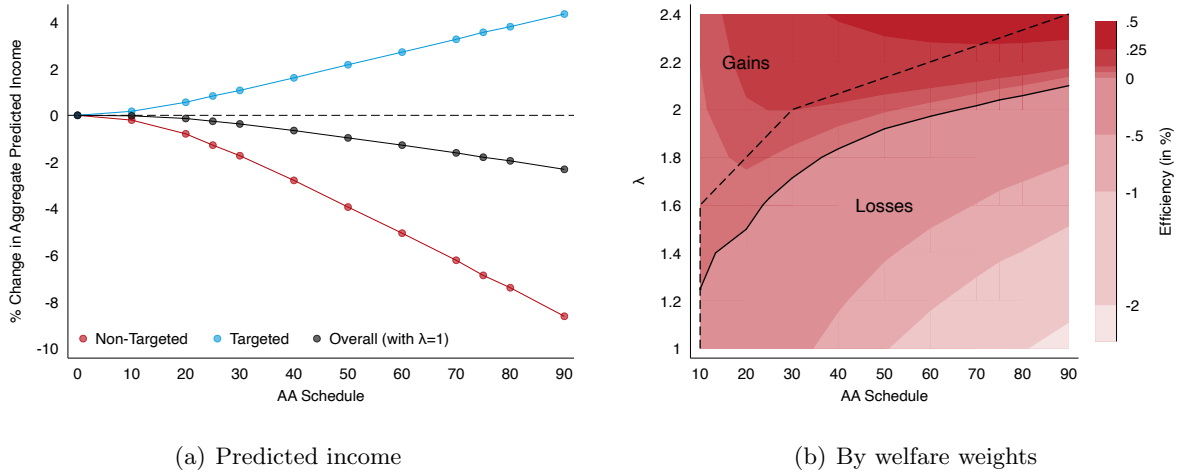 % Change in Aggregate Predicted Income
4
2
0
-2
-4
-6
-8
-10
Non-Targeted
Targeted
Overall (with λ=1)
0 10 20 30 40 50 60 70 80 90
AA Schedule
(a) Predicted income
λ
2.4
2.2
2
1.8
1.6
1.4
1.2
1
Gains
Losses
10 20 30 40 50 60 70 80 90
AA Schedule
.5
.25
0
-.5
-1
-2
Efficiency (in %)
(b) By welfare weights